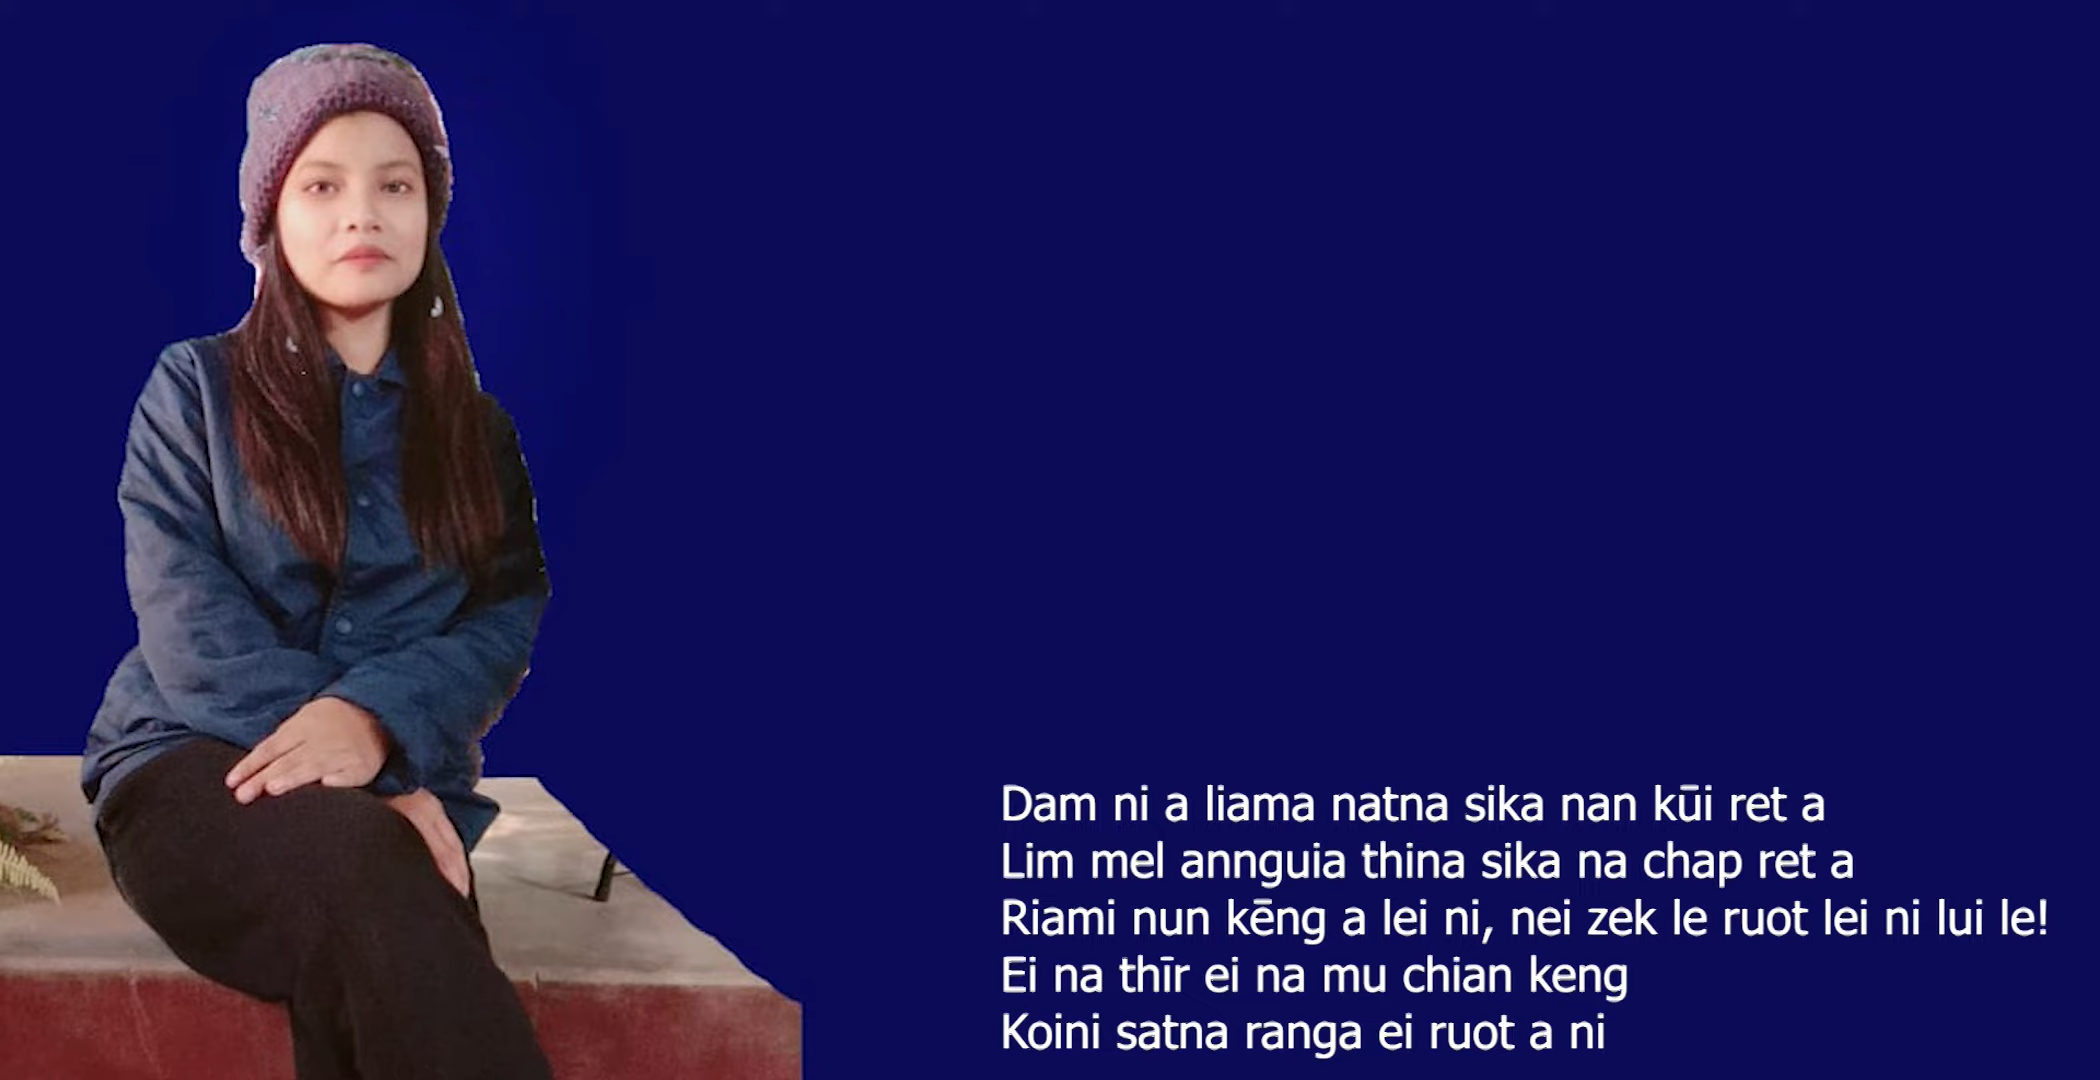 Dam ni a liama natna sika nan kūi ret a
Lim mel annguia thina sika na chap ret a
Riami nun kēng a lei ni, nei zek le ruot lei ni lui le!
Ei na thīr ei na mu chian keng
Koini satna ranga ei ruot a ni